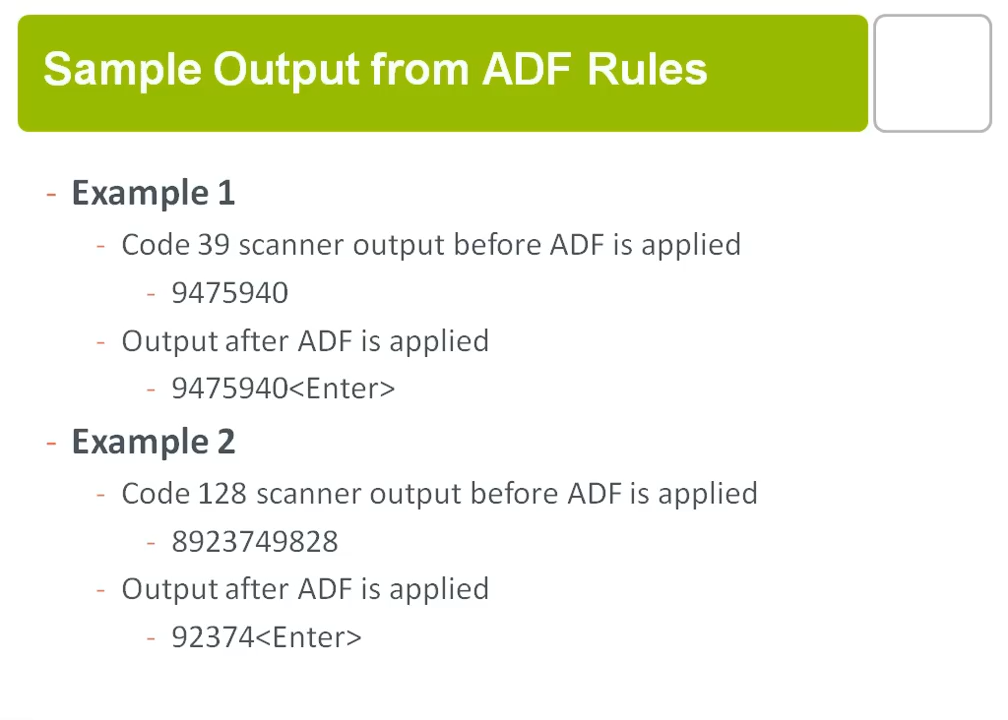 Sample Output from ADF Rules
- Example 1
- Code 39 scanner output before ADF is applied
- 9475940
- Output after ADF is applied
- 9475940<Enter>
- Example 2
- Code 128 scanner output before ADF is applied
- 8923749828
- Output after ADF is applied
- 92374<Enter>